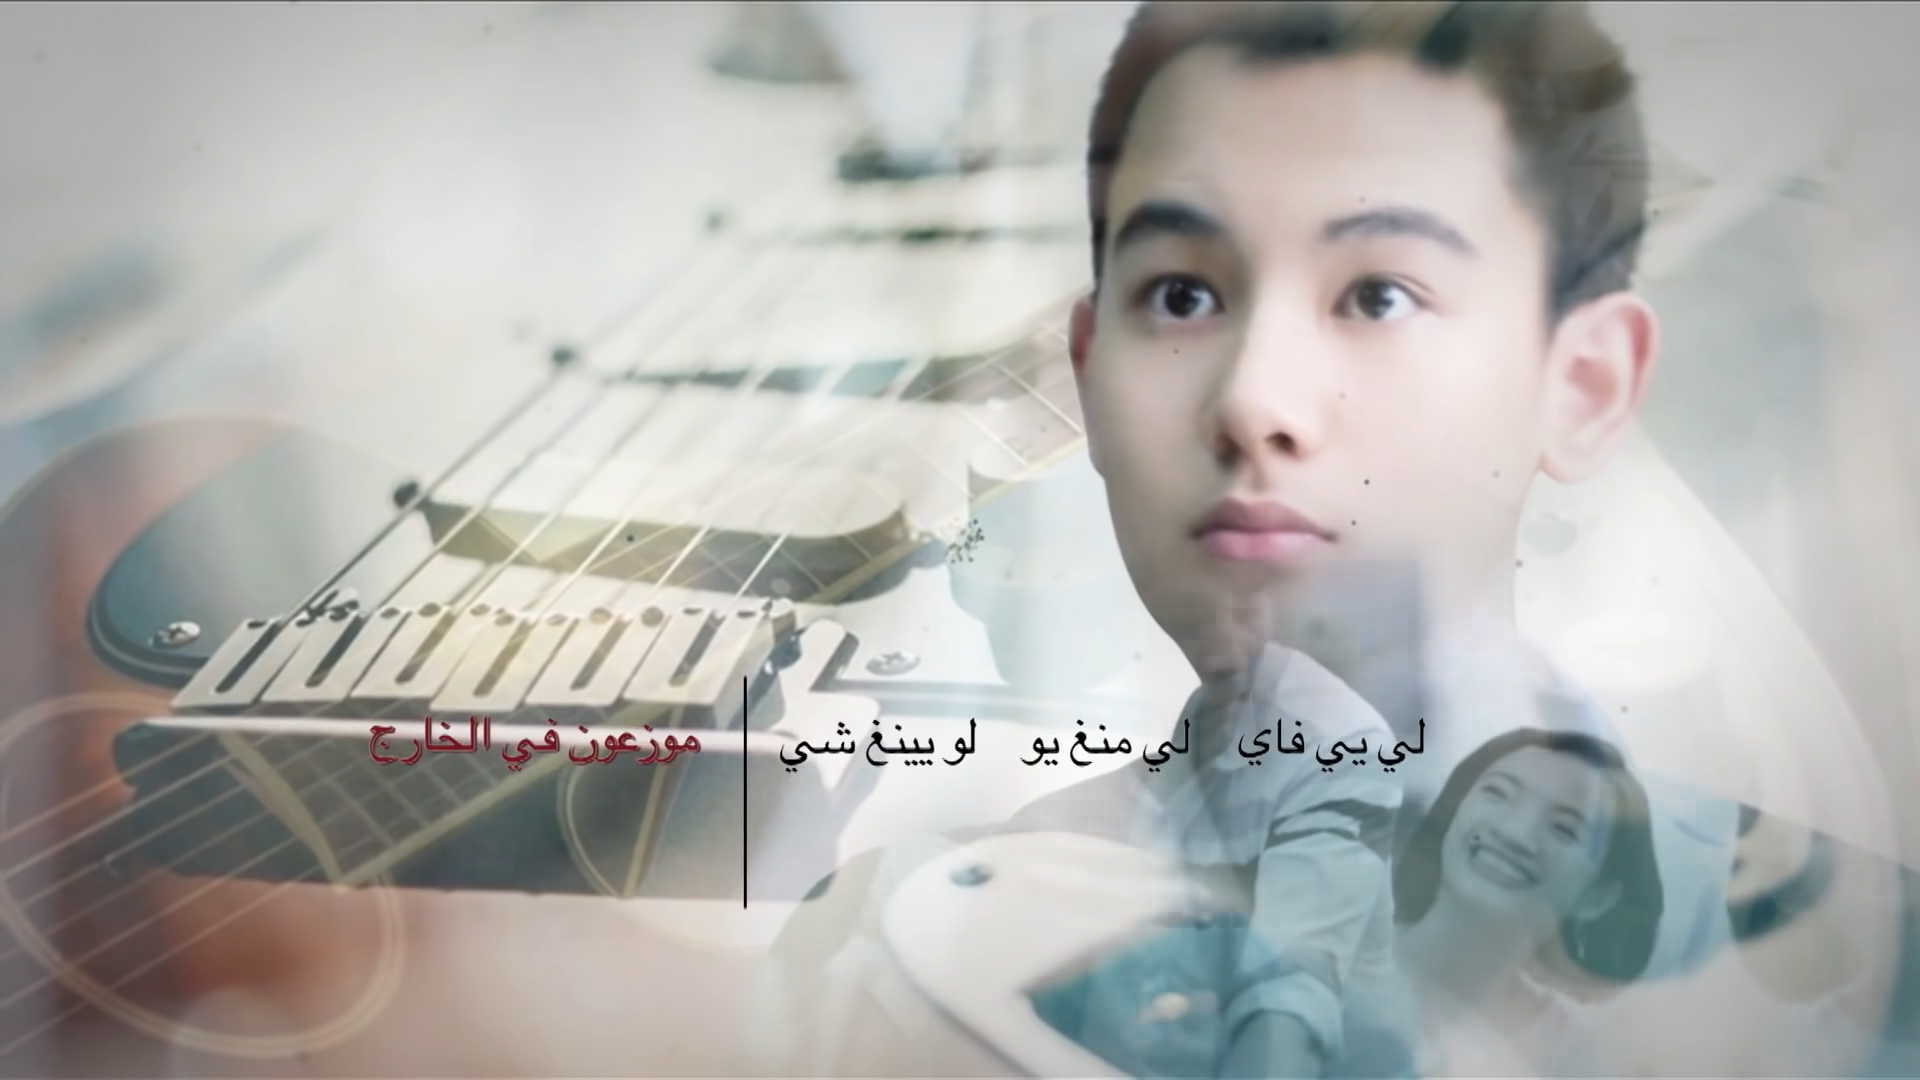 لي يي فاي لي منغ يو لو يينغ شي
موزعون في الخارج